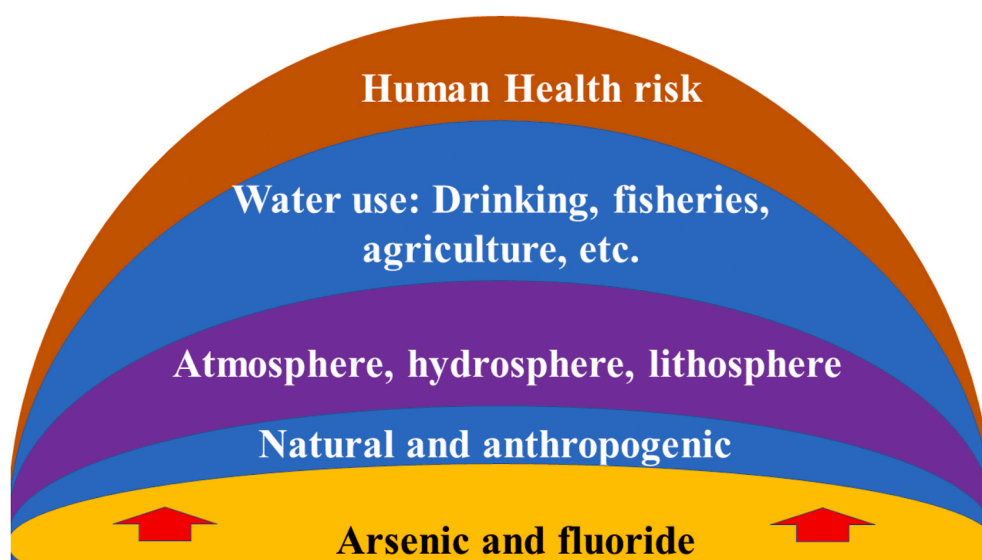 Human Health risk
Water use: Drinking, fisheries,
agriculture, etc.
Atmosphere, hydrosphere, lithosphere
Natural and anthropogenic
Arsenic and fluoride